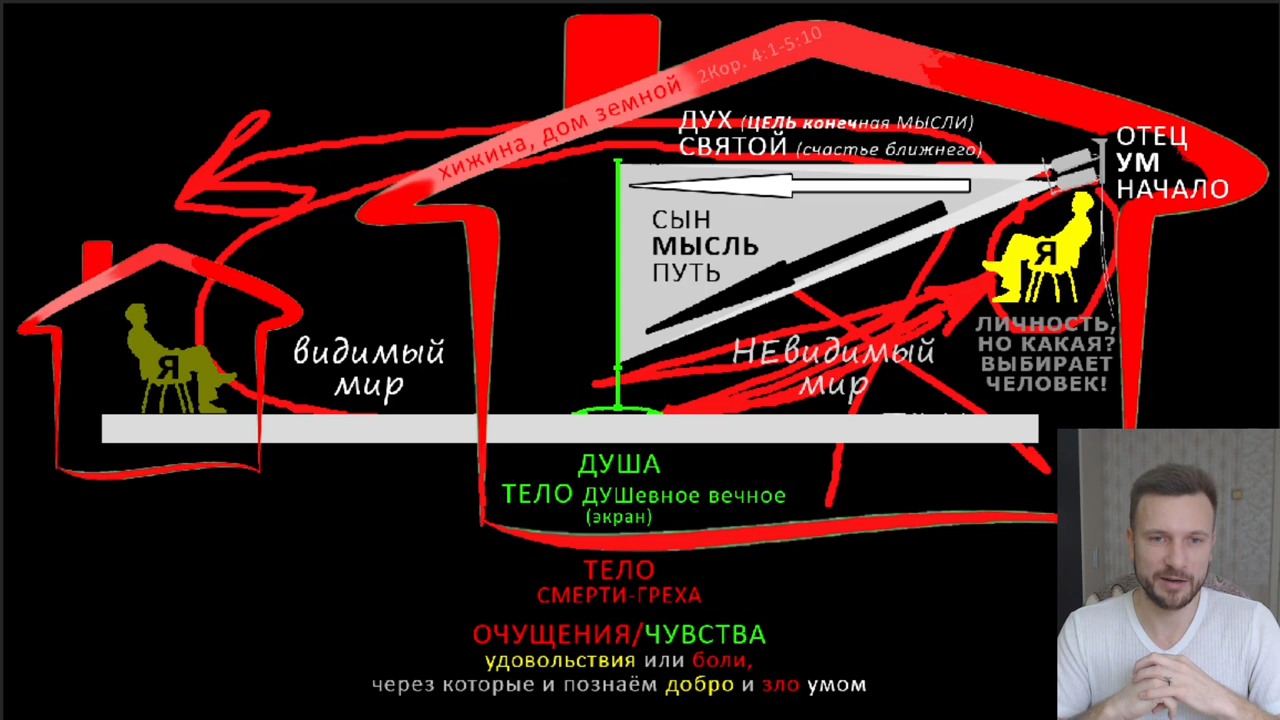 хижина, дом земной 2Кор. 4:1-5:10
ДУХ (ЦЕЛЬ конечная МЫСЛИ)
СВЯТОЙ (счастье ближнего)
ОТЕЦ
УМ
НАЧАЛО
СЫН
МЫСЛЬ
ПУТЬ
Я
ЛИЧНОСТЬ,
НО КАКАЯ?
ВЫБИРАЕТ
ЧЕЛОВЕК!
Я
видимый
мир
НЕвидимый
мир
ДУША
ТЕЛО ДУШевное вечное
(экран)
ТЕЛО
СМЕРТИ-ГРЕХА
ОЧУЩЕНИЯ/ЧУВСТВА
удовольствия или боли,
через которые и познаём добро и зло умом